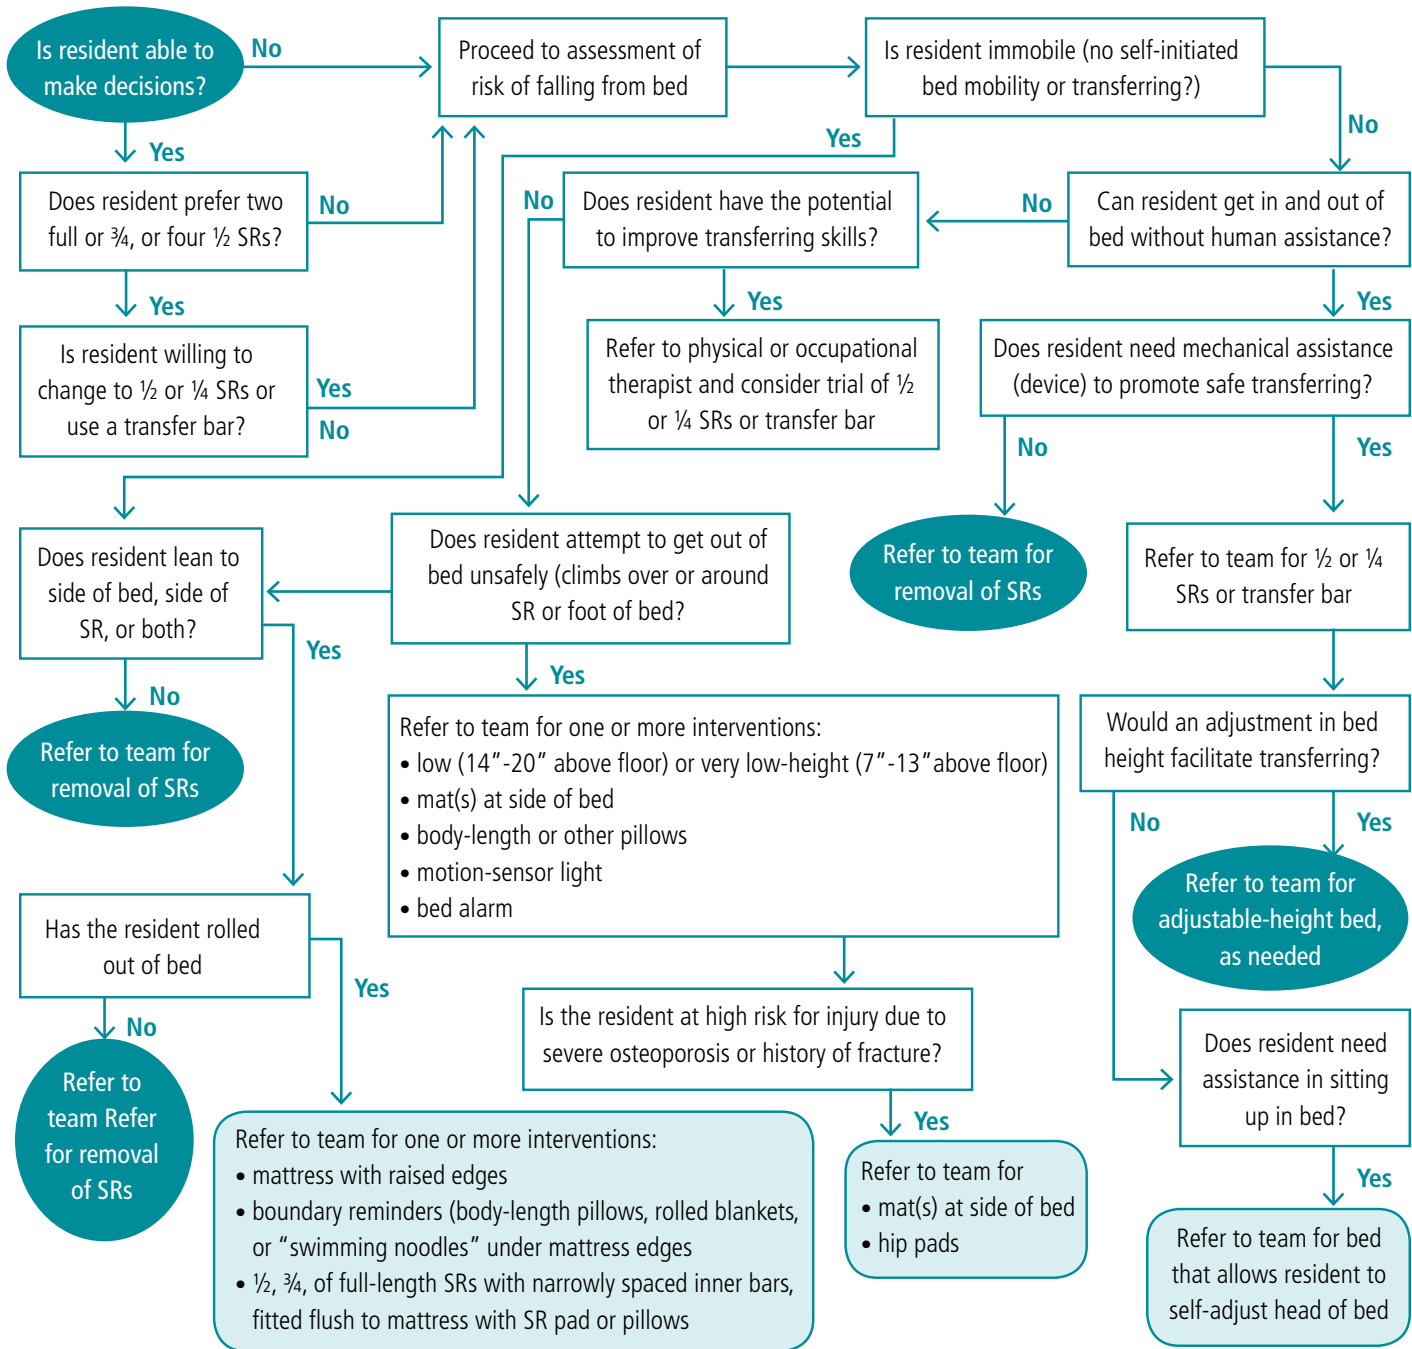 Is resident able to
make decisions?
No
Proceed to assessment of
risk of falling from bed
Is resident immobile (no self-initiated
bed mobility or transferring?)
Yes
Yes
No
Does resident prefer two
full or ¾, or four ½ SRs?
No
No
Does resident have the potential
to improve transferring skills?
No
Can resident get in and out of
bed without human assistance?
Yes
Yes
Yes
Is resident willing to
change to ½ or ¼ SRs or
use a transfer bar?
Yes
No
Refer to physical or occupational
therapist and consider trial of ½
or ¼ SRs or transfer bar
Does resident need mechanical assistance
(device) to promote safe transferring?
No
Yes
Does resident lean to
side of bed, side of
SR, or both?
Yes
No
Does resident attempt to get out of
bed unsafely (climbs over or around
SR or foot of bed?
Yes
Refer to team for
removal of SRs
Refer to team for ½ or ¼
SRs or transfer bar
Refer to team for
removal of SRs
Refer to team for one or more interventions:
• low (14”-20” above floor) or very low-height (7”-13”above floor)
• mat(s) at side of bed
• body-length or other pillows
• motion-sensor light
• bed alarm
Would an adjustment in bed
height facilitate transferring?
No
Yes
Refer to team for
adjustable-height bed,
as needed
Has the resident rolled
out of bed
Yes
No
Is the resident at high risk for injury due to
severe osteoporosis or history of fracture?
Yes
Does resident need
assistance in sitting
up in bed?
Yes
Refer to
team Refer
for removal
of SRs
Refer to team for one or more interventions:
• mattress with raised edges
• boundary reminders (body-length pillows, rolled blankets,
or “swimming noodles” under mattress edges
• ½, ¾, of full-length SRs with narrowly spaced inner bars,
fitted flush to mattress with SR pad or pillows
Refer to team for
• mat(s) at side of bed
• hip pads
Refer to team for bed
that allows resident to
self-adjust head of bed